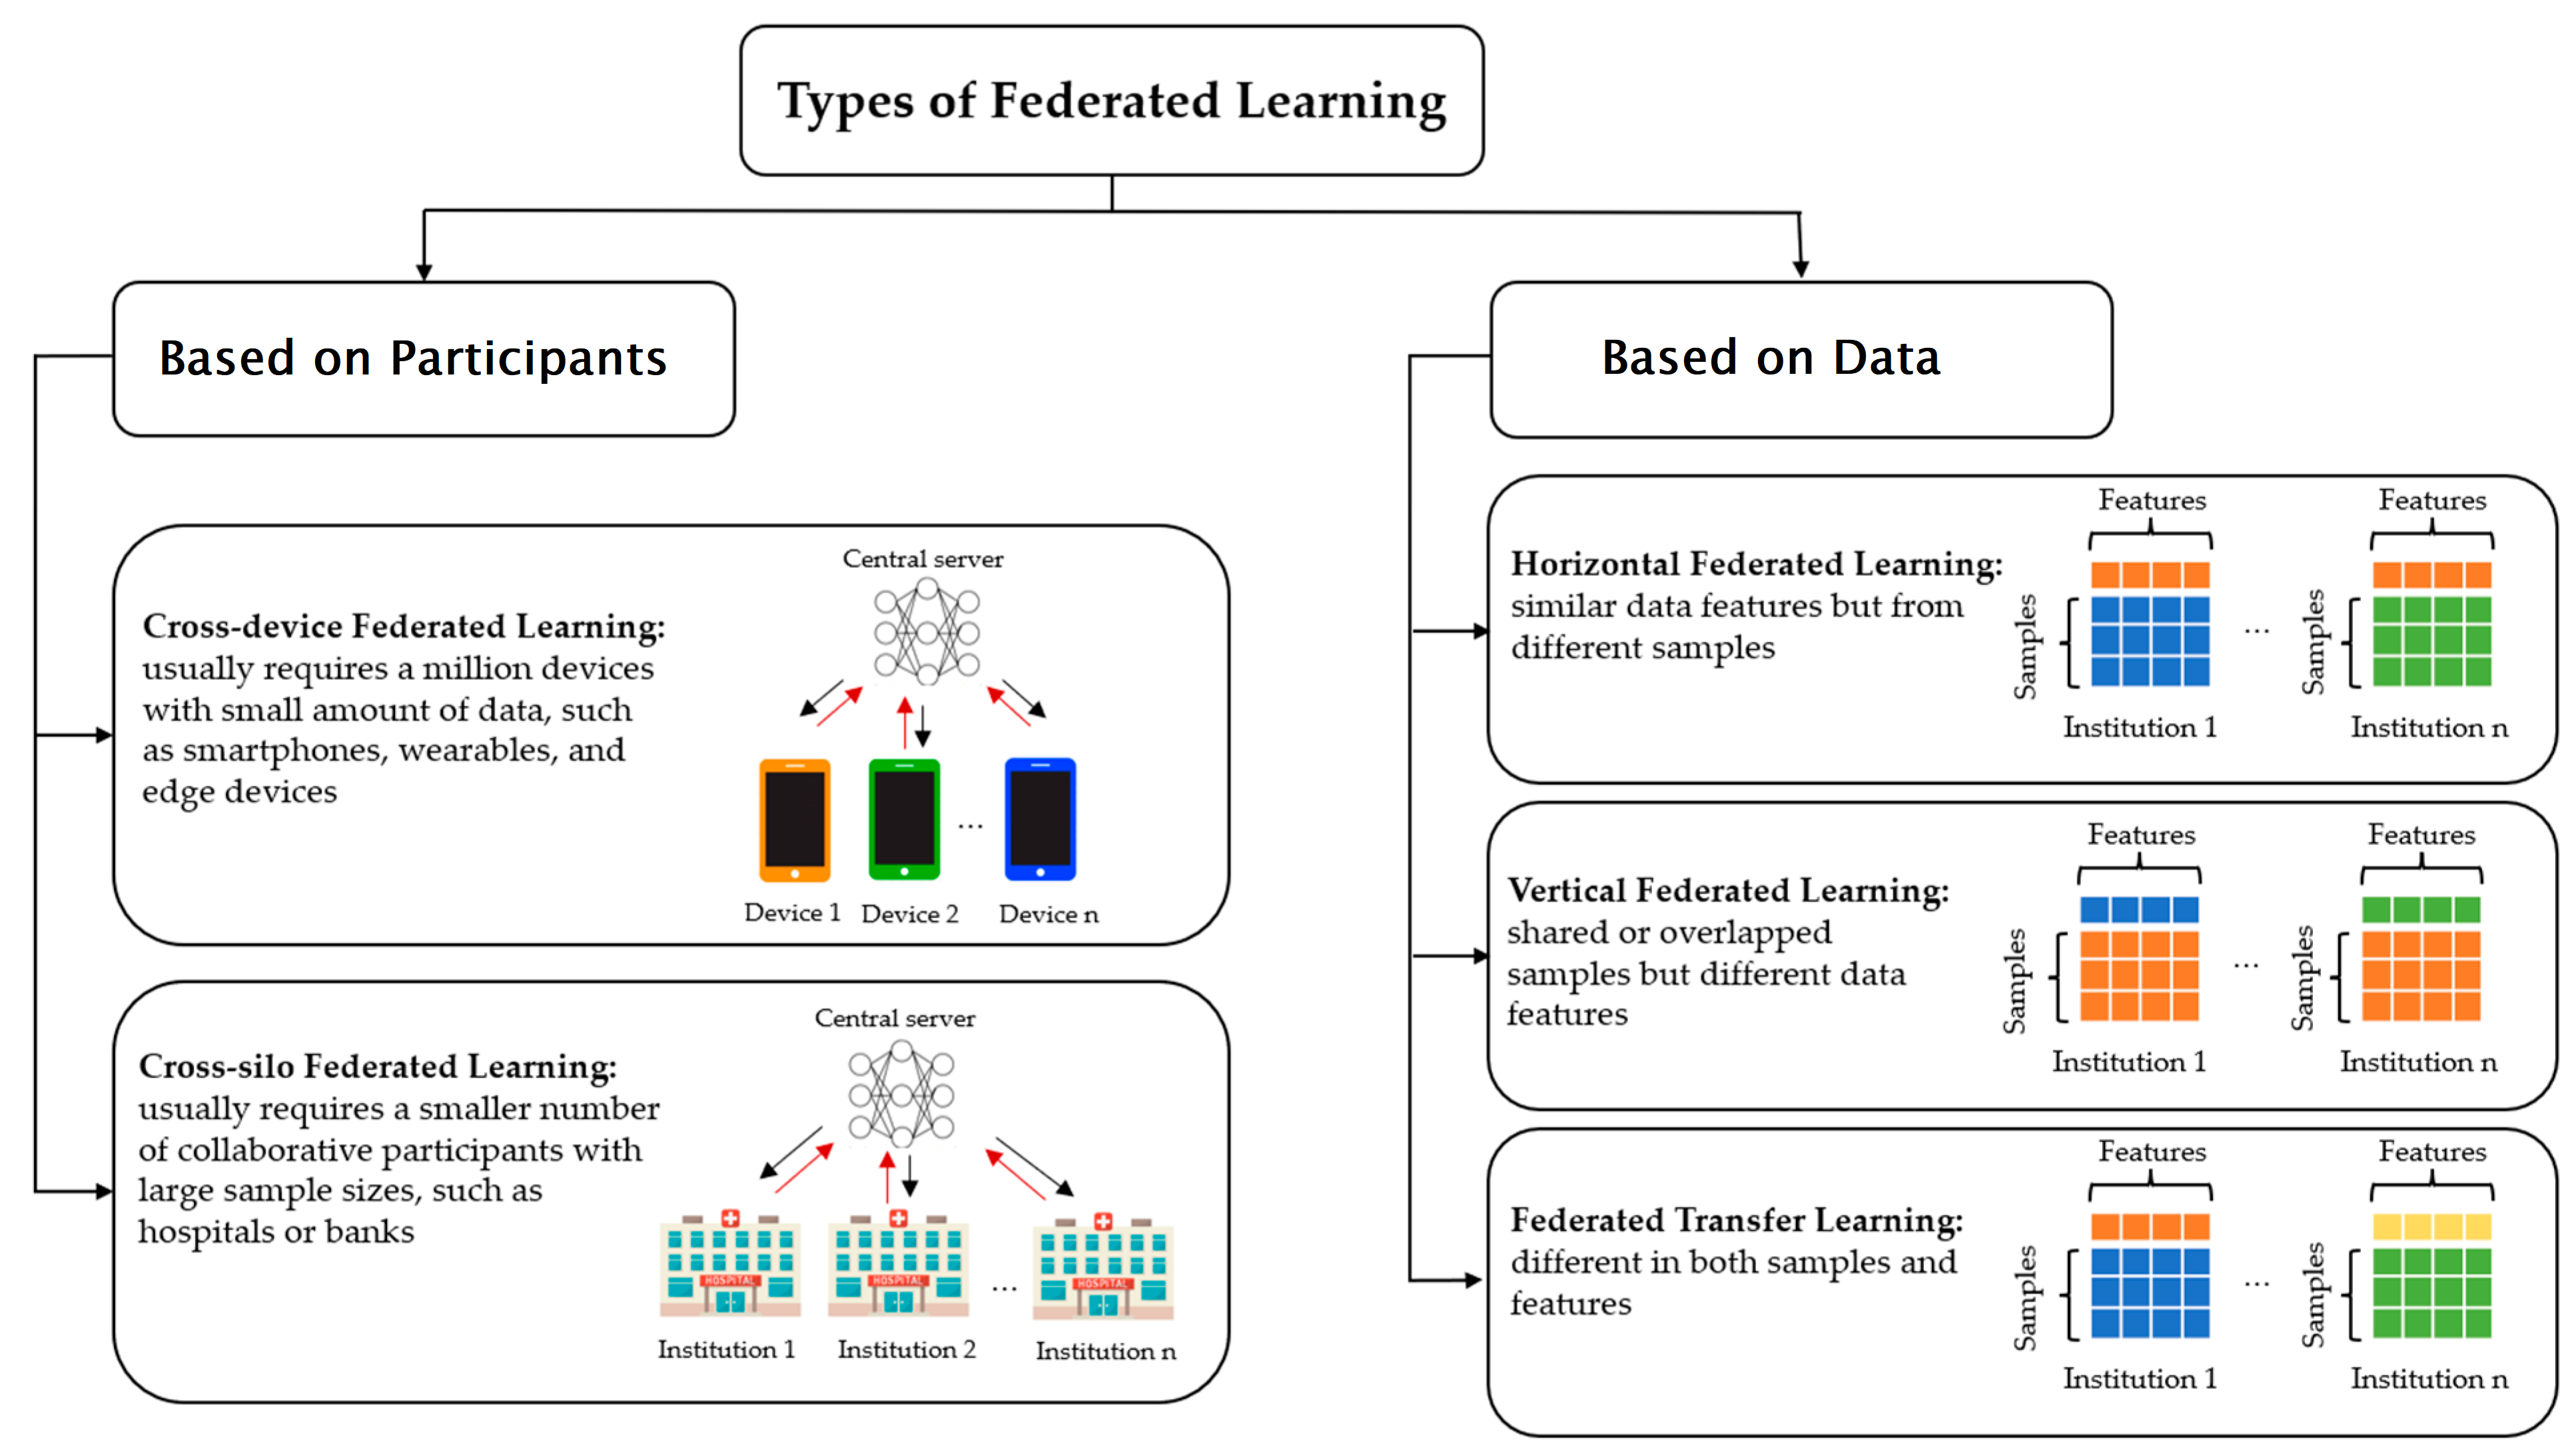 Types of Federated Learning
Based on Participants
Cross-device Federated Learning:
usually requires a million devices
with small amount of data, such
as smartphones, wearables, and
edge devices
Central server
...
Device 1
Device 2
Device n
Cross-silo Federated Learning:
usually requires a smaller number
of collaborative participants with
large sample sizes, such as
hospitals or banks
Central server
HOSPITAL
HOSPITAL
...
HOSPITAL
Institution 1
Institution 2
Institution n
Based on Data
Horizontal Federated Learning:
similar data features but from
different samples
Features
Samples
Institution 1
...
Features
Samples
Institution n
Vertical Federated Learning:
shared or overlapped
samples but different data
features
Features
Samples
Institution 1
...
Features
Samples
Institution n
Federated Transfer Learning:
different in both samples and
features
Features
Samples
Institution 1
...
Features
Samples
Institution n